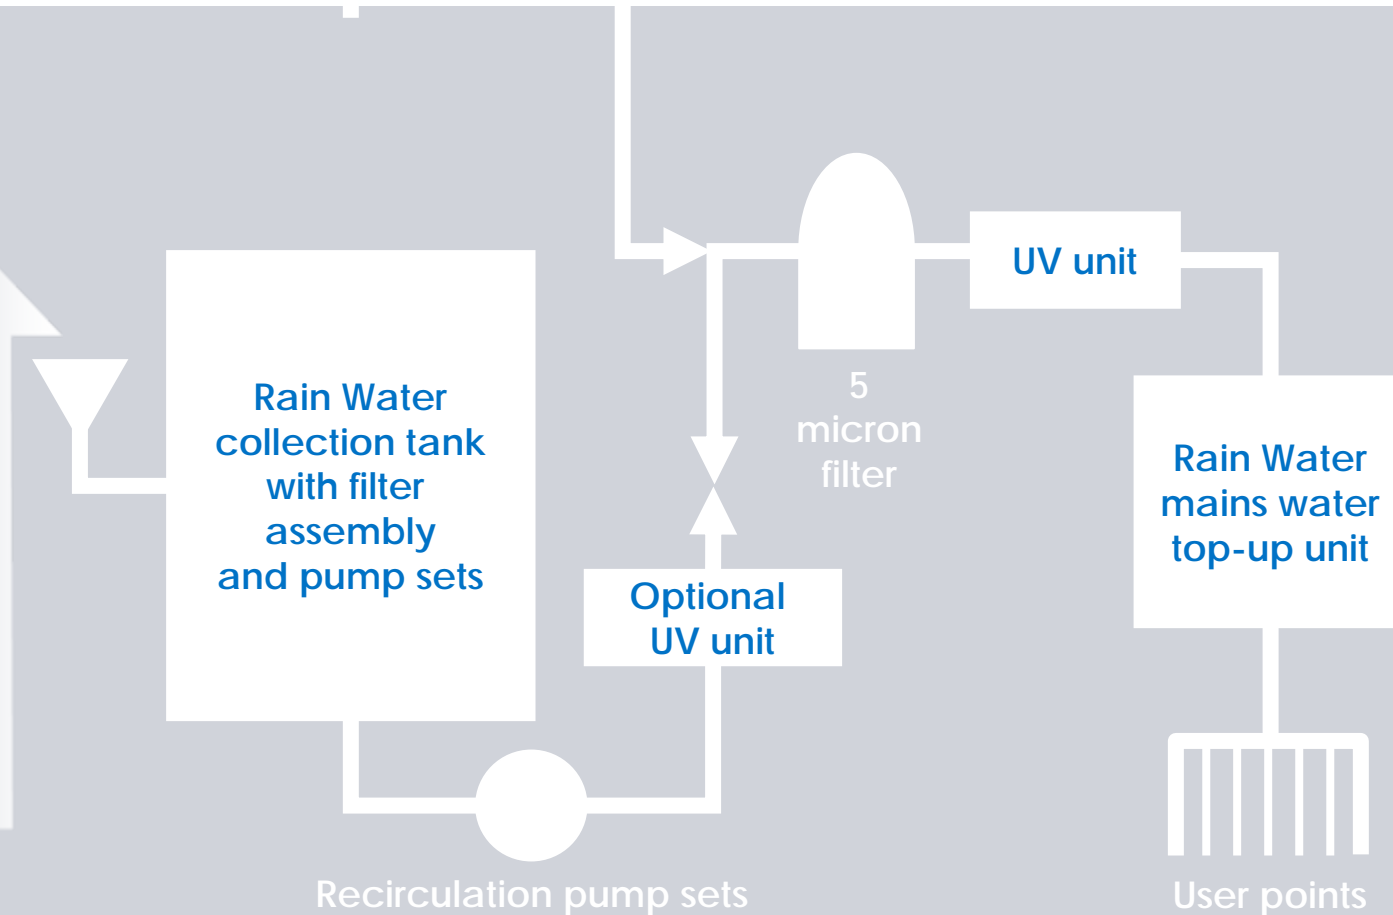 Rain Water
collection tank
with filter
assembly
and pump sets
Optional
UV unit
5
micron
filter
UV unit
Rain Water
mains water
top-up unit
Recirculation pump sets
User points